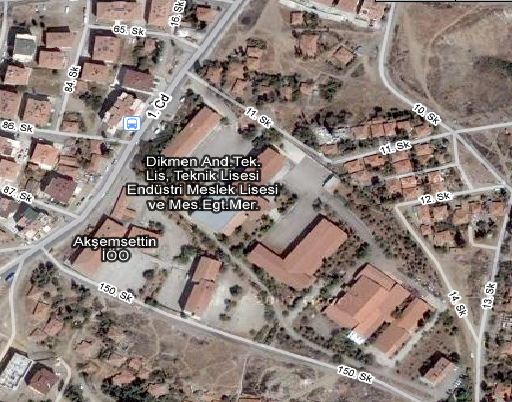 65. Sk
16. Sk
84. Sk
1. Cd
86. Sk
11. Sk
10. Sk
11. Sk
Dikmen And.Tek.
Lis, Teknik Lisesi
Endüstri Meslek Lisesi
ve Mes.Egt.Mer.
87. Sk
12. Sk
Akşemsettin
İÖO
150. Sk
14. Sk
13. Sk
150. Sk